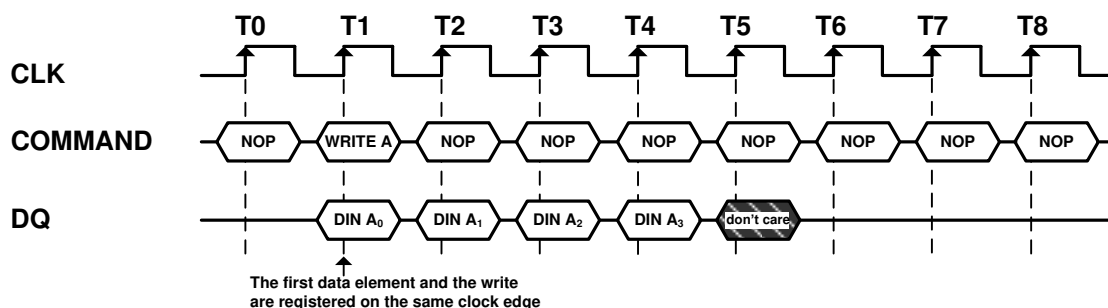 T0 T1 T2 T3 T4 T5 T6 T7 T8
CLK
COMMAND NOP WRITE A NOP NOP NOP NOP NOP NOP NOP
DQ DIN A₀ DIN A₁ DIN A₂ DIN A₃ don't care
The first data element and the write
are registered on the same clock edge